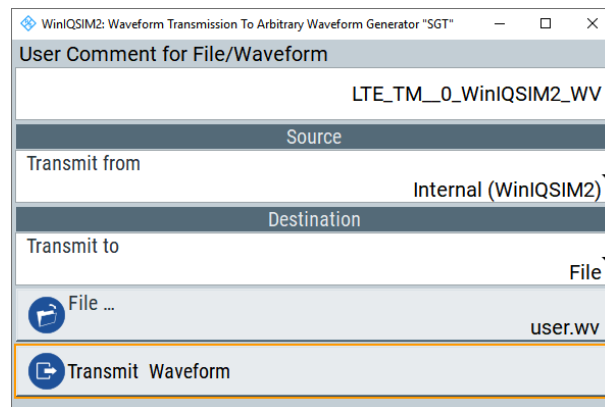 WinIQSIM2: Waveform Transmission To Arbitrary Waveform Generator "SGT"
User Comment for File/Waveform
LTE_TM__0_WinIQSIM2_WV
Source
Transmit from
Internal (WinIQSIM2)
Destination
Transmit to
File
File ...
user.wv
Transmit Waveform